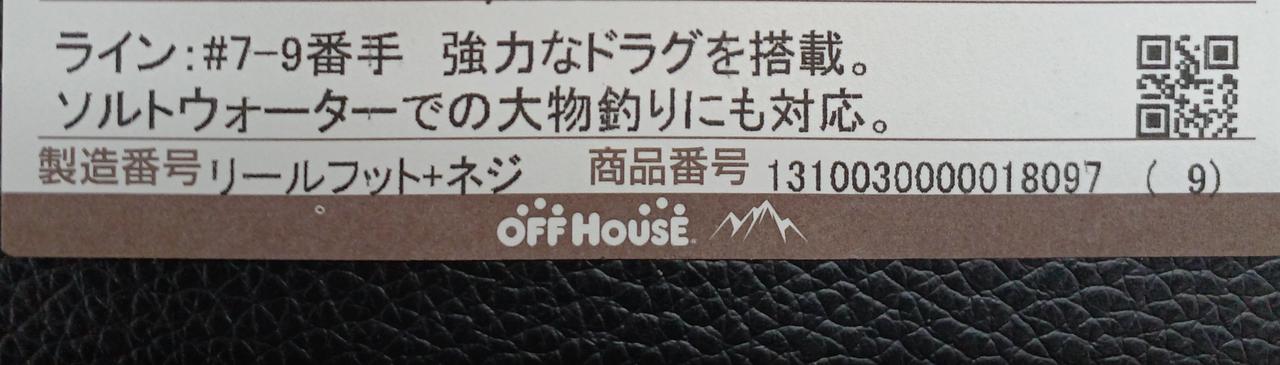 ライン:#7-9番手 強力なドラグを搭載。
ソルトウォーターでの大物釣りにも対応。
製造番号リールフット+ネジ 商品番号 1310030000018097 ( 9)
OFF HOUSE